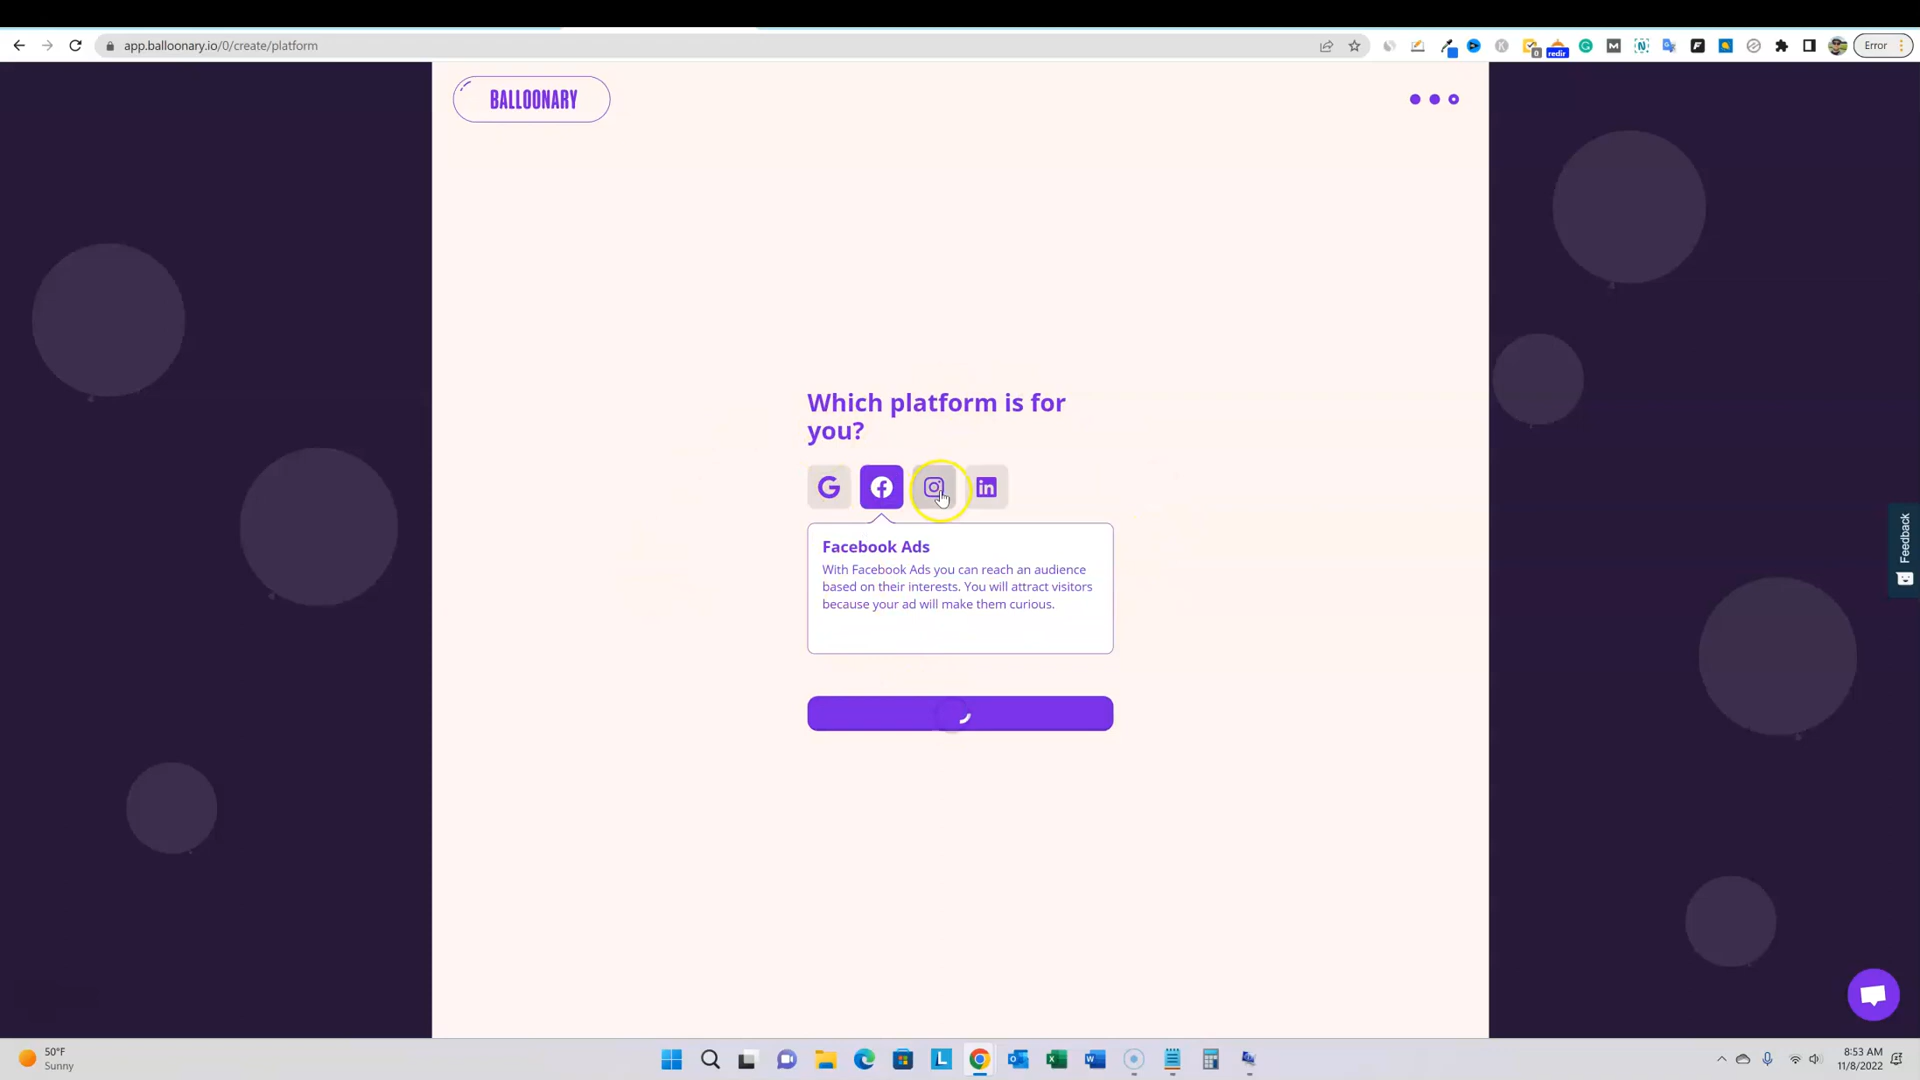 app.balloonary.io/0/create/platform
redir
Error
BALLOONARY
Which platform is for
you?
Facebook Ads
With Facebook Ads you can reach an audience
based on their interests. You will attract visitors
because your ad will make them curious.
Feedback
50°F
Sunny
8:53 AM
11/8/2022